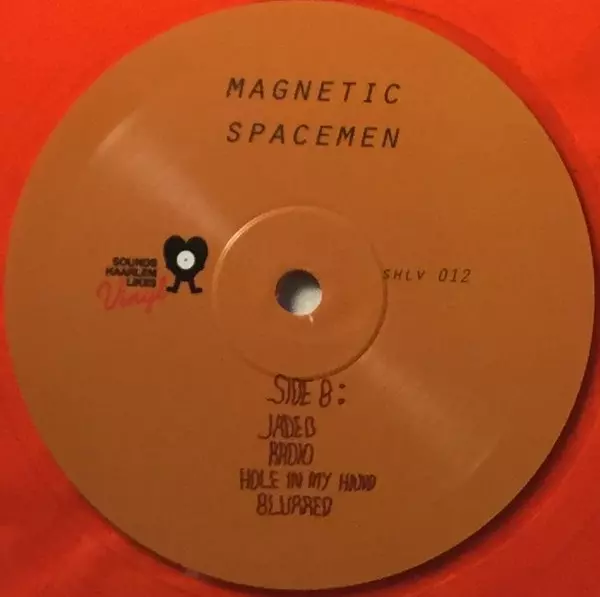 MAGNETIC
SPACEMEN
SOUNDS
HAARLEM
LIKES
Vinyl
SHLV 012
SIDE B:
JADED
RADIO
HOLE IN MY HAND
BLURRED